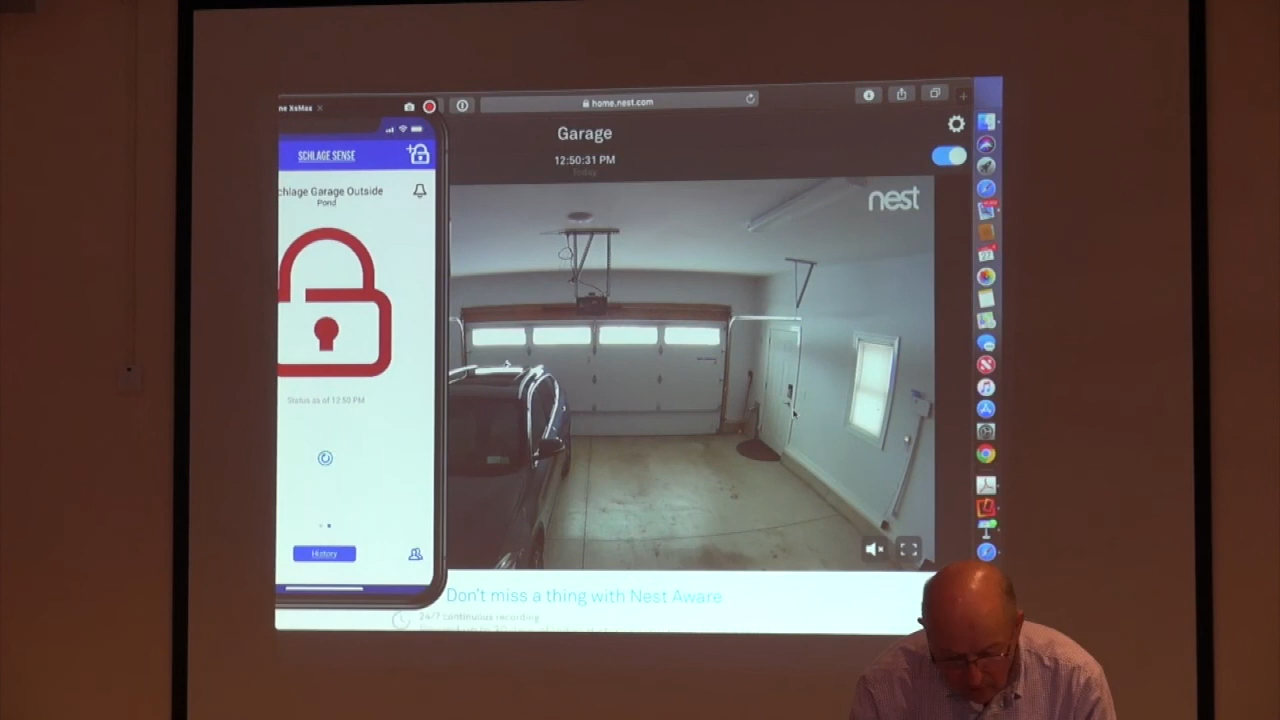 ne XsMax
home.nest.com
SCHLAGE SENSE
Garage
12:50:31 PM
Today
chlage Garage Outside
Pond
nest
Status as of 12:50 PM
History
Don't miss a thing with Nest Aware
24/7 continuous recording